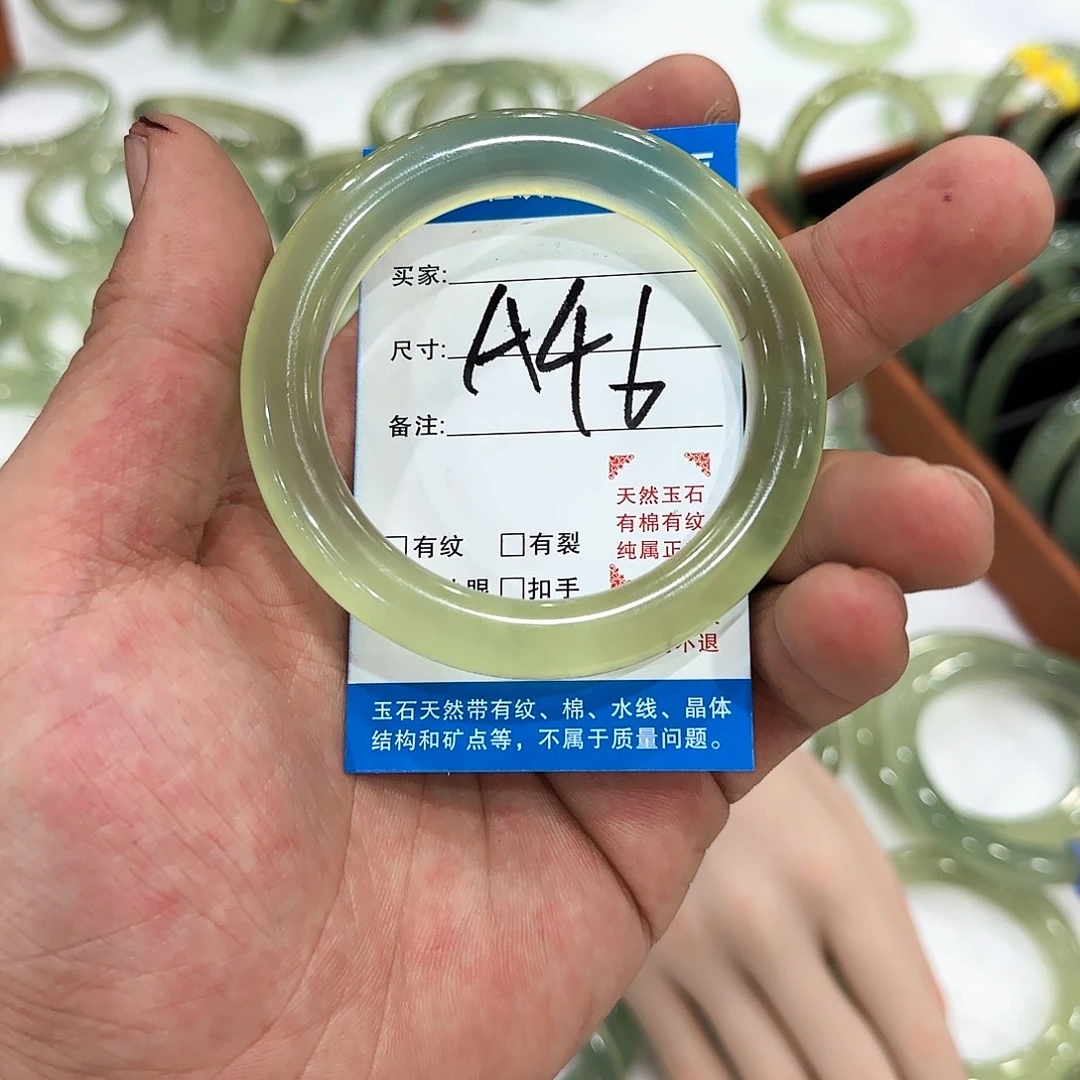 买家:
尺寸:
A46
备注:
天然玉石
有棉有纹
纯属正
□有纹 □有裂
□扣手
不退
玉石天然带有纹、棉、水线、晶体
结构和矿点等，不属于质量问题。